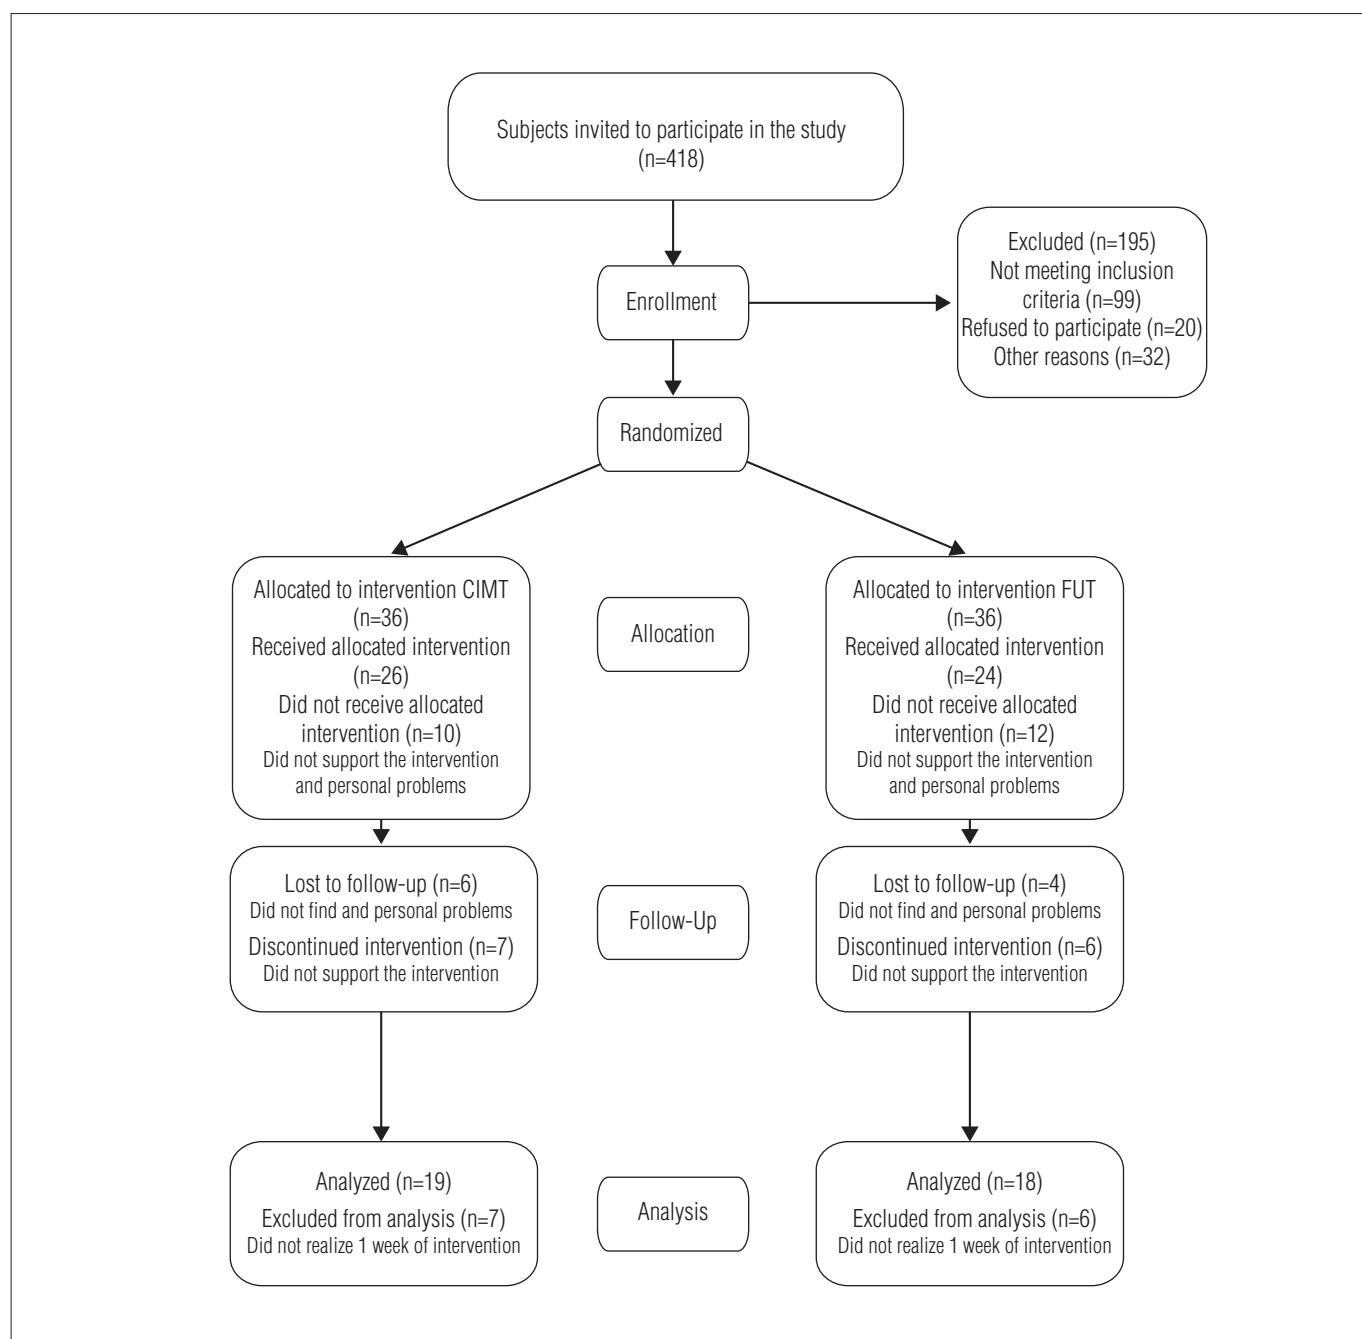 Subjects invited to participate in the study
(n=418)
Excluded (n=195)
Not meeting inclusion
criteria (n=99)
Refused to participate (n=20)
Other reasons (n=32)
Enrollment
Randomized
Allocated to intervention CIMT
(n=36)
Received allocated intervention
(n=26)
Did not receive allocated
intervention (n=10)
Did not support the intervention
and personal problems
Allocation
Allocated to intervention FUT
(n=36)
Received allocated intervention
(n=24)
Did not receive allocated
intervention (n=12)
Did not support the intervention
and personal problems
Lost to follow-up (n=6)
Did not find and personal problems
Discontinued intervention (n=7)
Did not support the intervention
Follow-Up
Lost to follow-up (n=4)
Did not find and personal problems
Discontinued intervention (n=6)
Did not support the intervention
Analyzed (n=19)
Excluded from analysis (n=7)
Did not realize 1 week of intervention
Analysis
Analyzed (n=18)
Excluded from analysis (n=6)
Did not realize 1 week of intervention